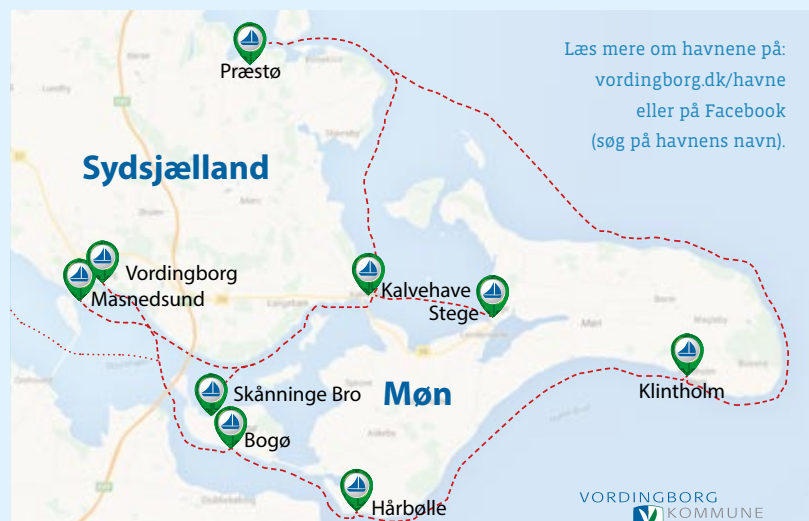 Læs mere om havnene på:
vordingborg.dk/havne
eller på Facebook
(søg på havnens navn).
Præstø
Sydsjælland
Vordingborg
Masnedsund
Kalvehave
Stege
Skånninge Bro
Møn
Klintholm
Bogø
Hårbølle
VORDINGBORG
KOMMUNE